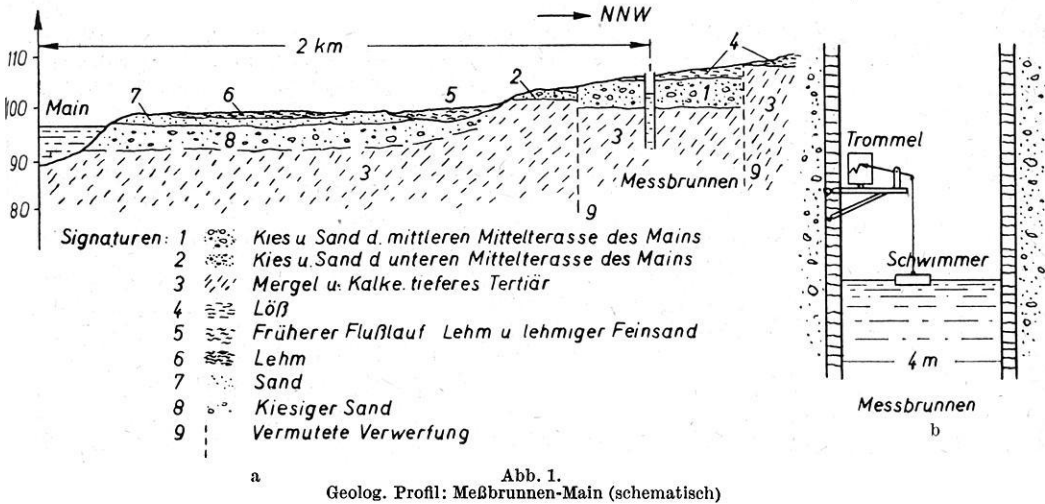 NNW
2 km
110
100
90
80
Main
7
6
5
2
4
1
3
8
3
3
9
9
Messbrunnen
Signaturen: 1 Kies u Sand d. mittleren Mittelterasse des Mains
2 Kies u. Sand d unteren Mittelterasse des Mains
3 Mergel u. Kalke. tieferes Tertiär
4 Löß
5 Früherer Flußlauf Lehm u lehmiger Feinsand
6 Lehm
7 Sand
8 Kiesiger Sand
9 Vermutete Verwerfung
a
Trommel
Schwimmer
4 m
Messbrunnen
b
Abb. 1.
Geolog. Profil: Meßbrunnen-Main (schematisch)